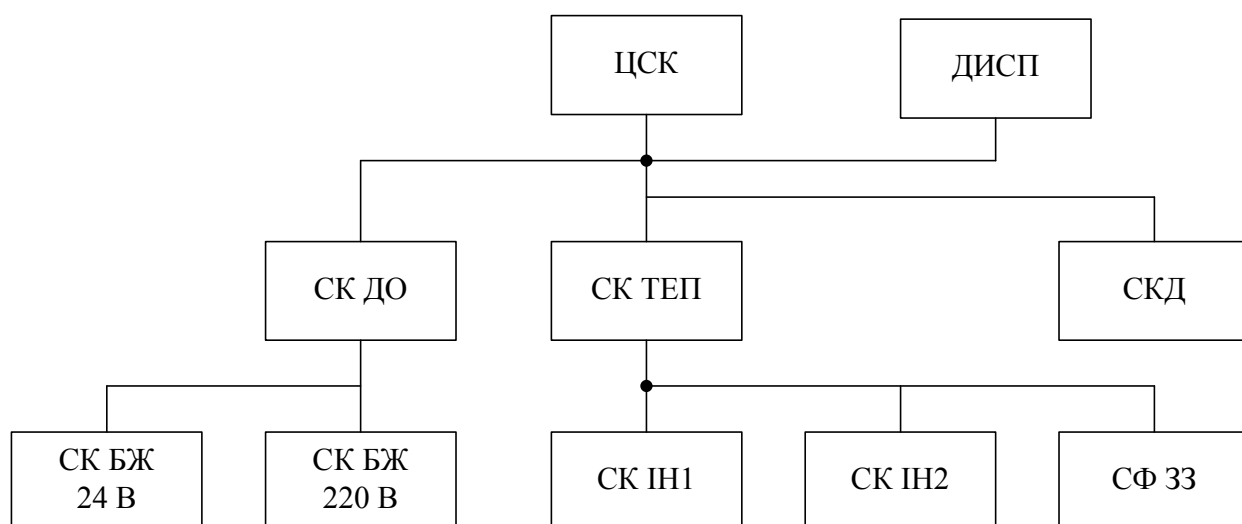 ЦСК
ДИСП
СК ДО
СК ТЕП
СКД
СК БЖ
24 В
СК БЖ
220 В
СК ІН1
СК ІН2
СФ ЗЗ